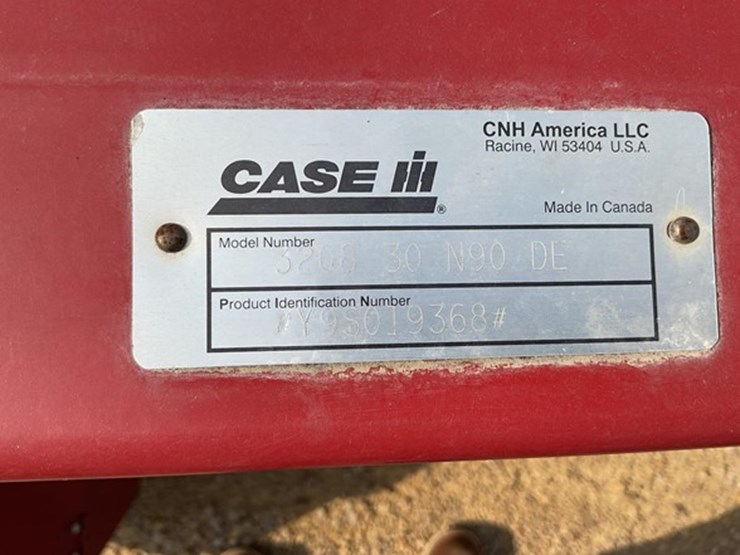 CNH America LLC
Racine, WI 53404 U.S.A.
CASE IH®
Made In Canada
Model Number
3208 30 N90 DE
Product Identification Number
#Y9S019368#